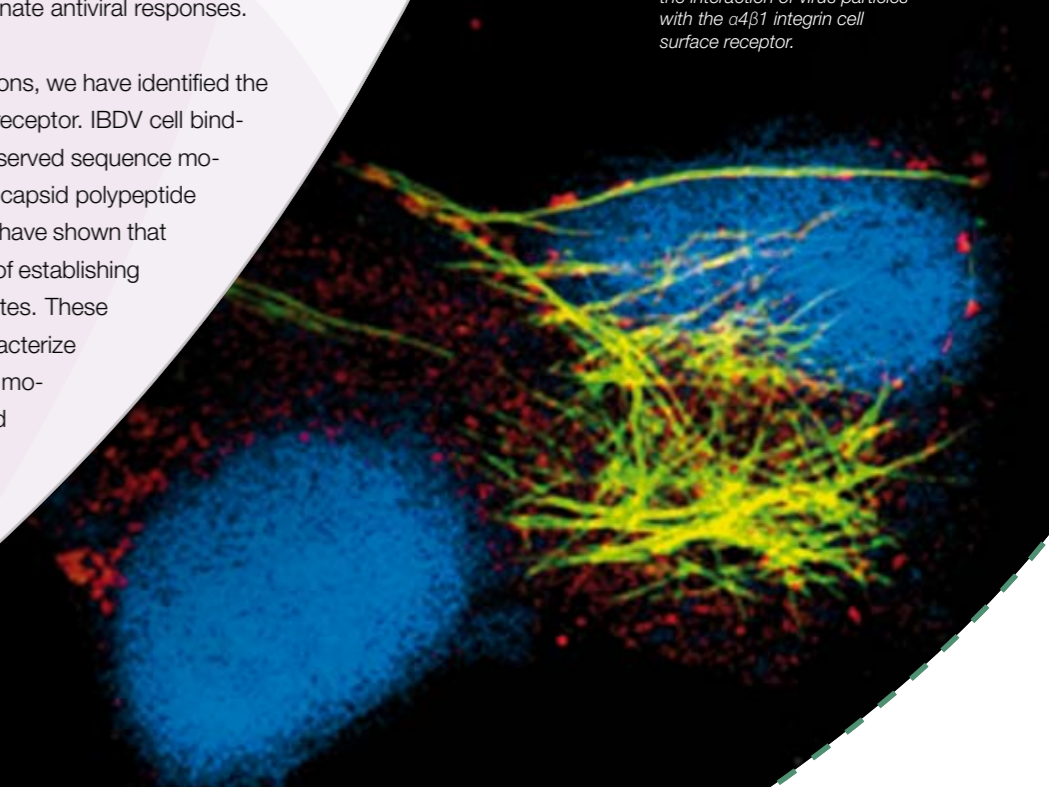 nate antiviral responses.
ons, we have identified the
receptor. IBDV cell bind-
served sequence mo-
capsid polypeptide
have shown that
of establishing
tes. These
acterize
mo-
d
the interaction of virus particles
with the α4β1 integrin cell
surface receptor.